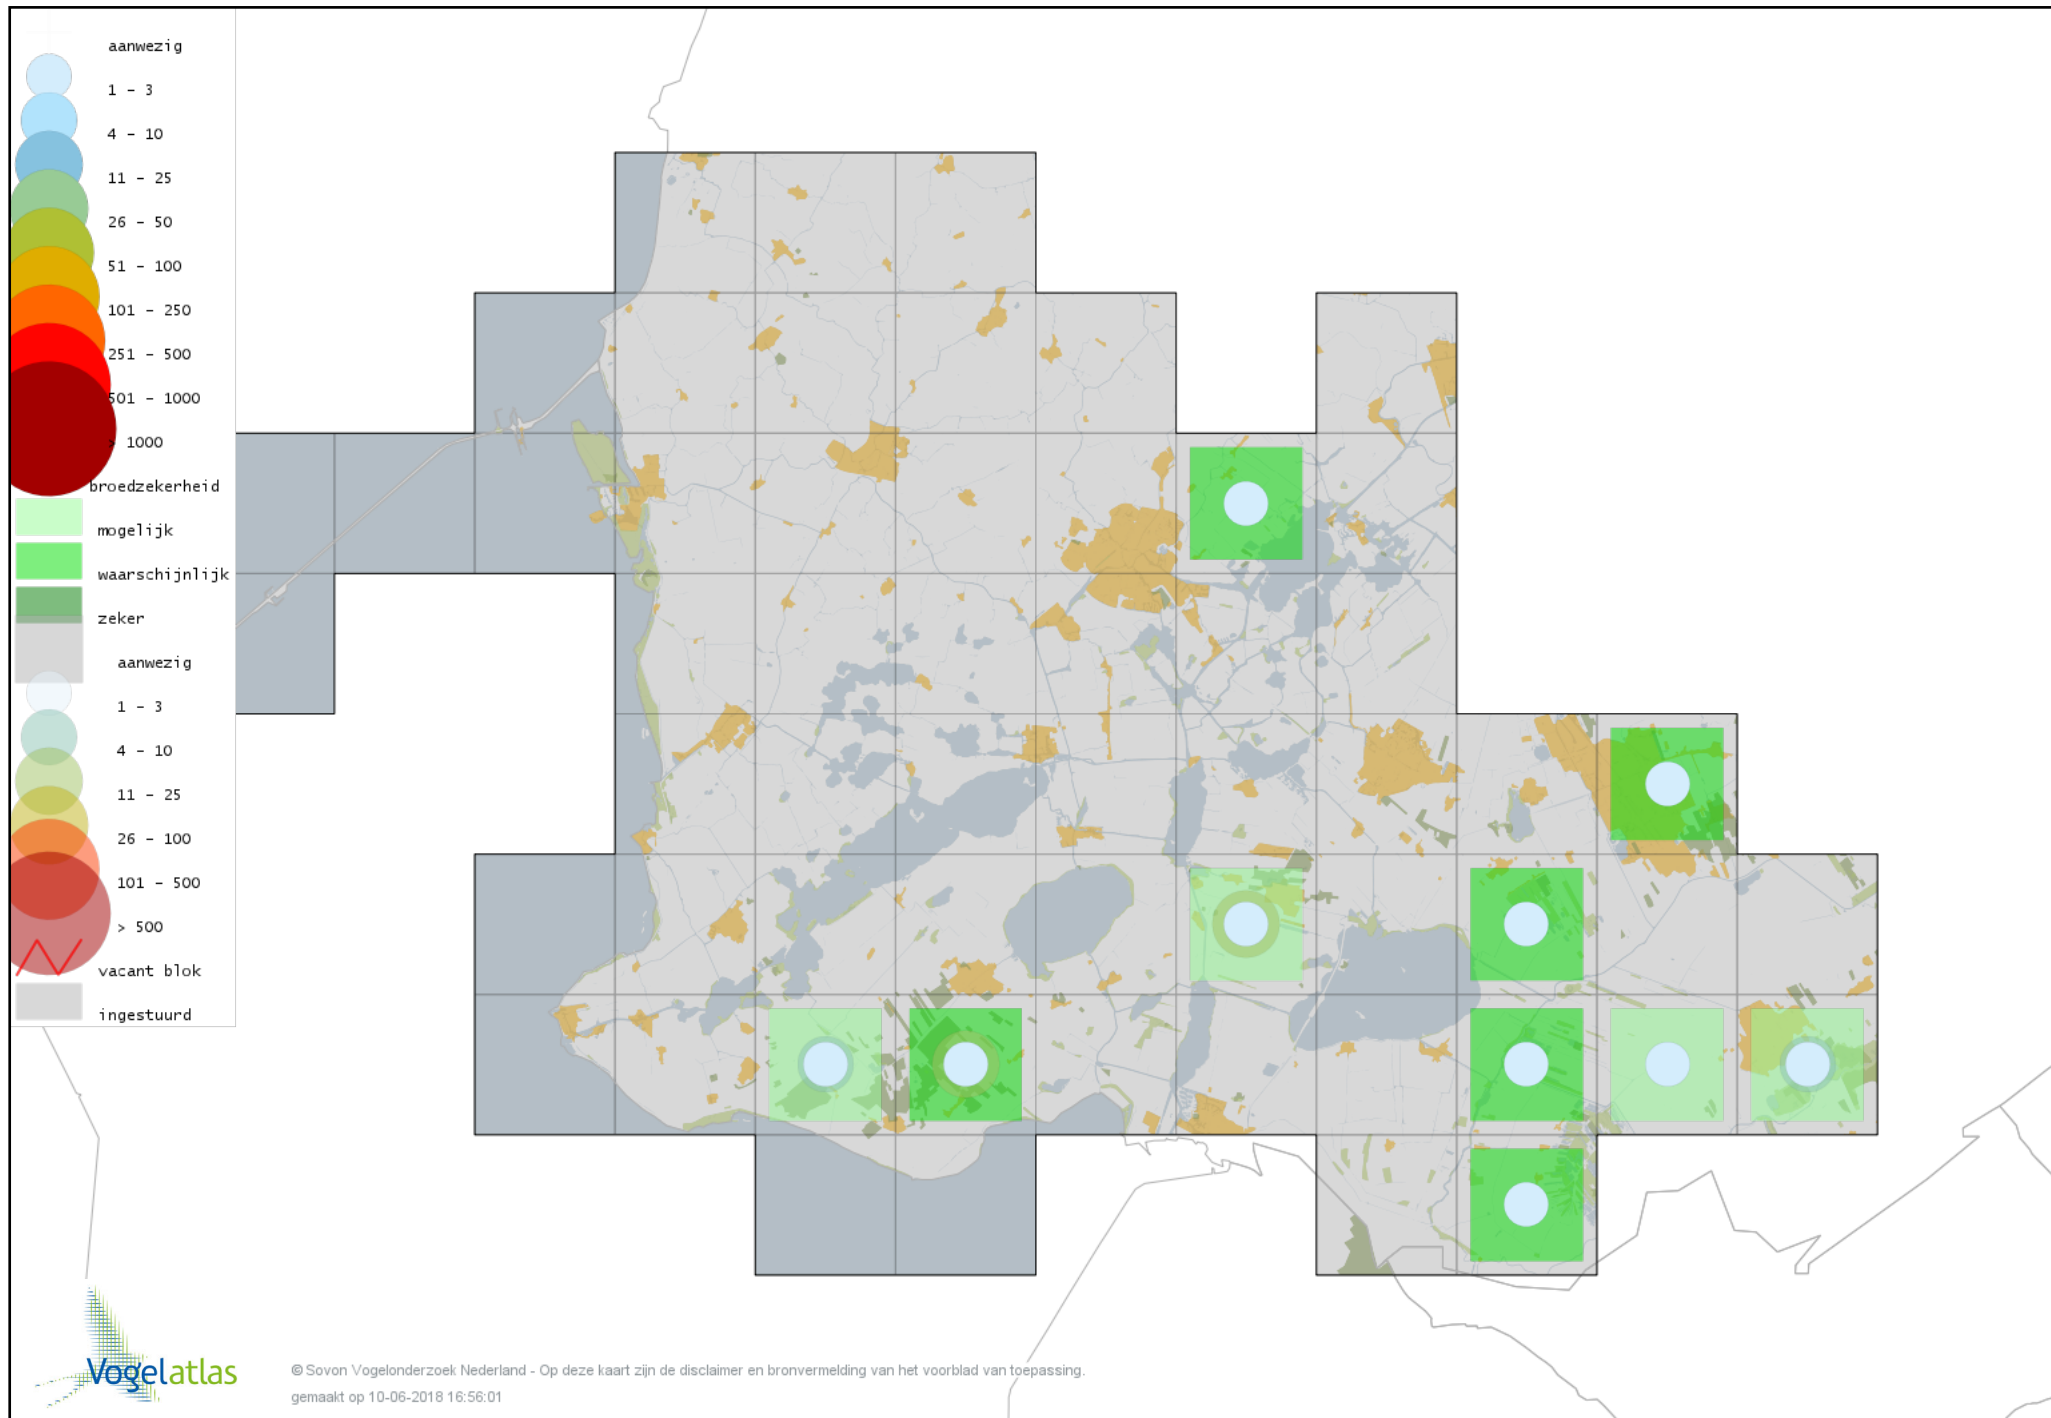 aanwezig
1 - 3
4 - 10
11 - 25
26 - 50
51 - 100
101 - 250
251 - 500
501 - 1000
> 1000
broedzekerheid
mogelijk
waarschijnlijk
zeker
aanwezig
1 - 3
4 - 10
11 - 25
26 - 100
101 - 500
> 500
vacant blok
ingestuurd
Vogelatlas
© Sovon Vogelonderzoek Nederland - Op deze kaart zijn de disclaimer en bronvermelding van het voorblad van toepassing.
gemaakt op 10-06-2018 16:56:01